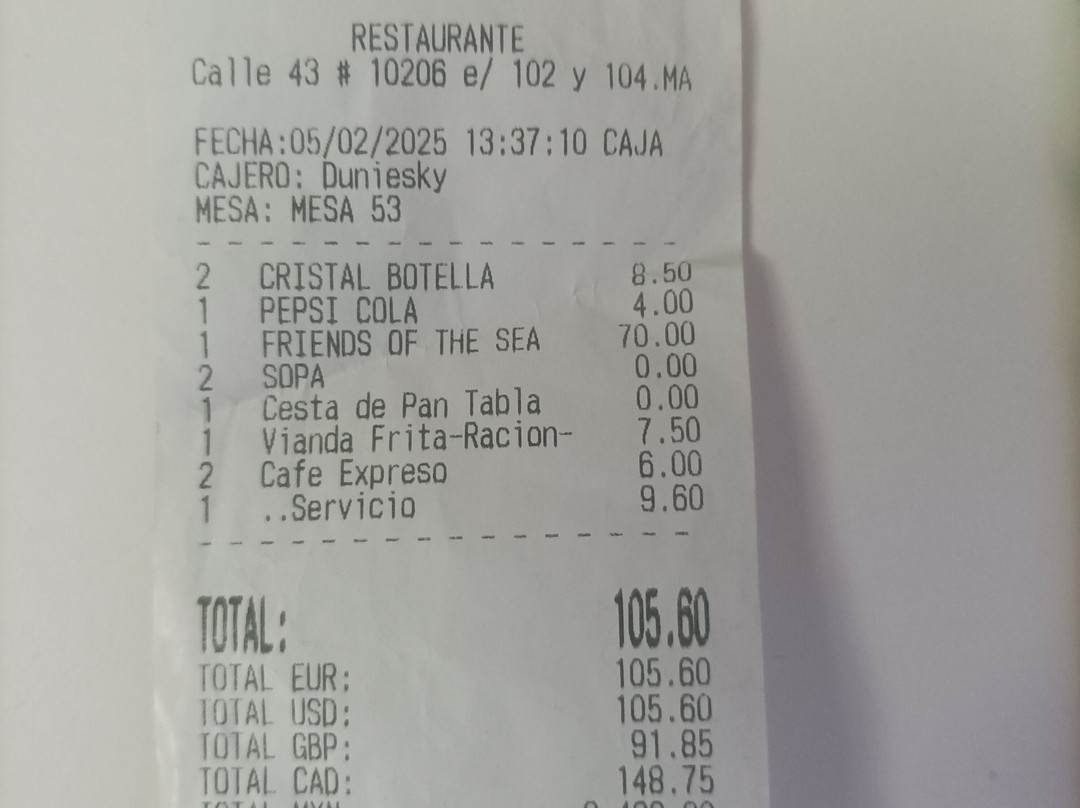 RESTAURANTE
Calle 43 # 10206 e/ 102 y 104.MA
FECHA:05/02/2025 13:37:10 CAJA
CAJERO: Duniesky
MESA: MESA 53
- - - - - - - - - - - - - - - -
2 CRISTAL BOTELLA 8.50
1 PEPSI COLA 4.00
1 FRIENDS OF THE SEA 70.00
2 SOPA 0.00
1 Cesta de Pan Tabla 0.00
1 Vianda Frita-Racion- 7.50
2 Cafe Expreso 6.00
1 ..Servicio 9.60
- - - - - - - - - - - - - - - - -
TOTAL: 105.60
TOTAL EUR: 105.60
TOTAL USD: 105.60
TOTAL GBP: 91.85
TOTAL CAD: 148.75
TOTAL